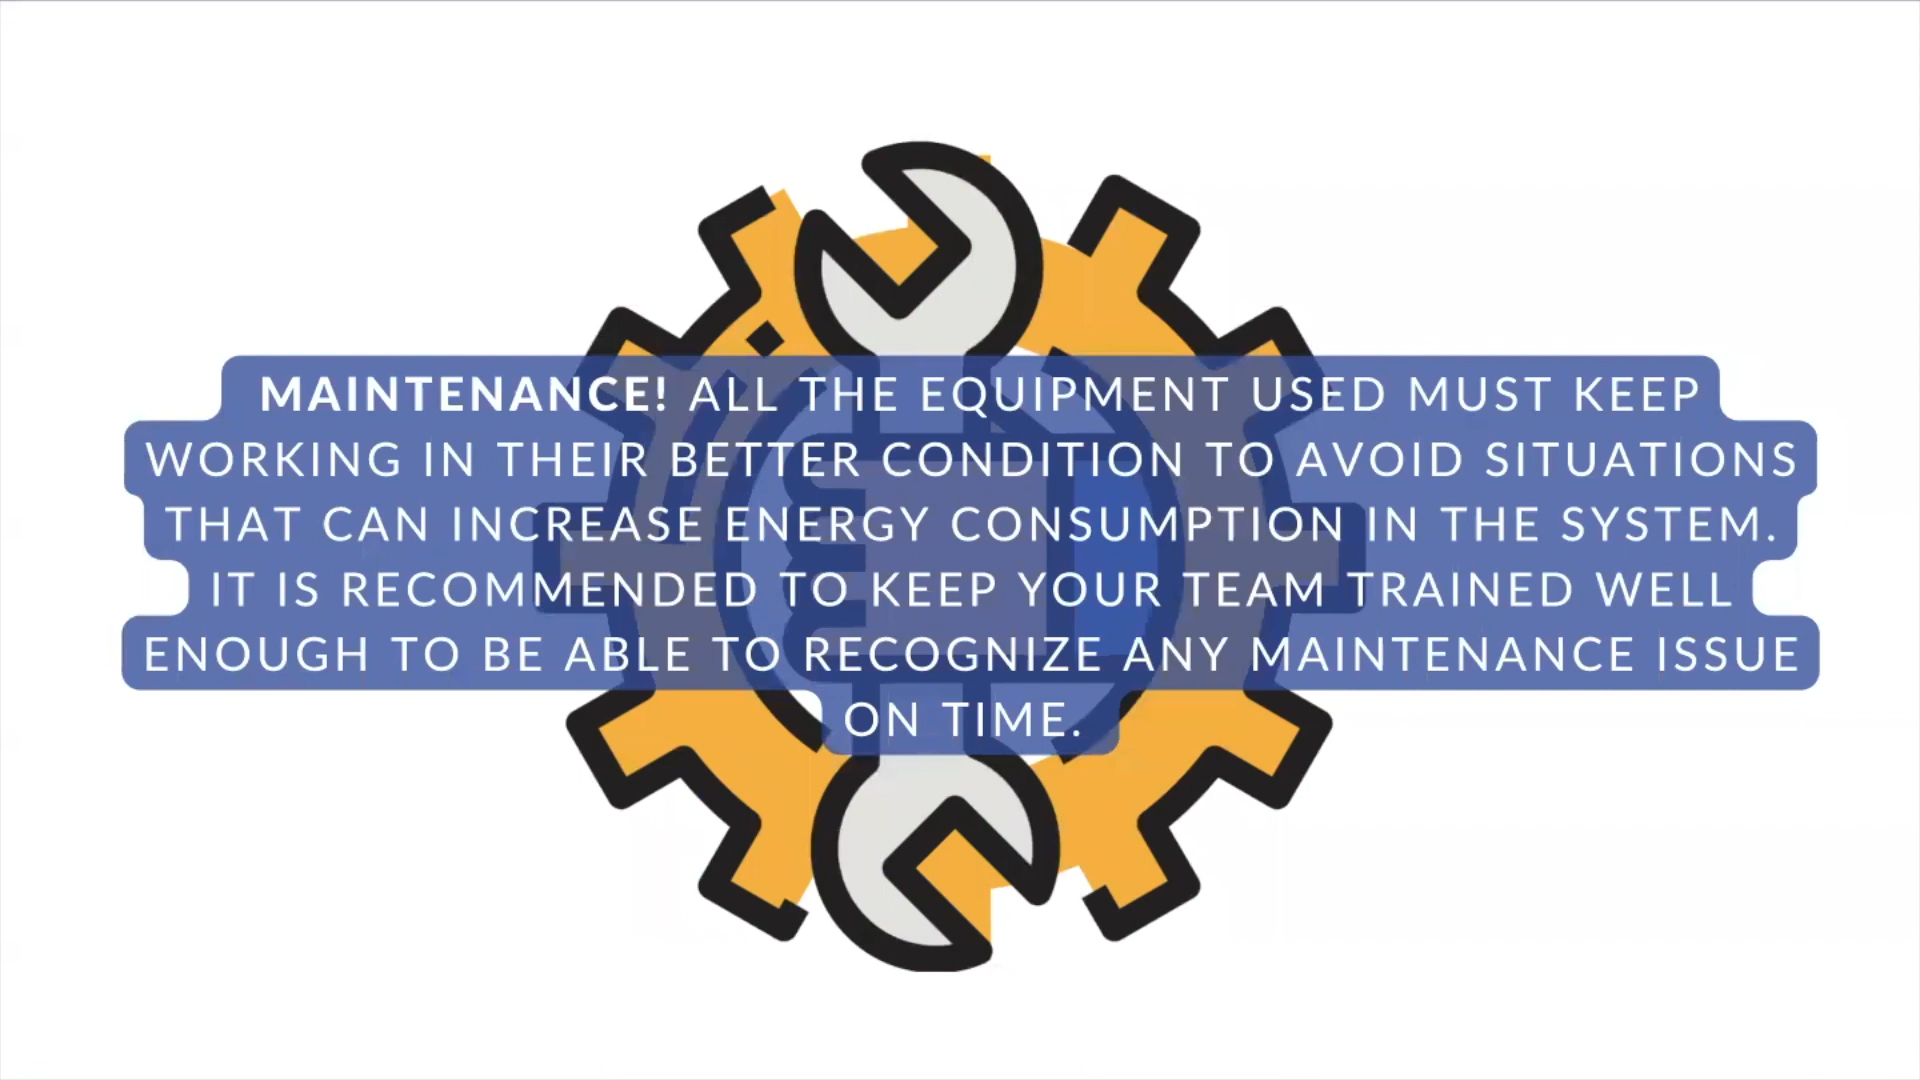 MAINTENANCE! ALL THE EQUIPMENT USED MUST KEEP
WORKING IN THEIR BETTER CONDITION TO AVOID SITUATIONS
THAT CAN INCREASE ENERGY CONSUMPTION IN THE SYSTEM.
IT IS RECOMMENDED TO KEEP YOUR TEAM TRAINED WELL
ENOUGH TO BE ABLE TO RECOGNIZE ANY MAINTENANCE ISSUE
ON TIME.